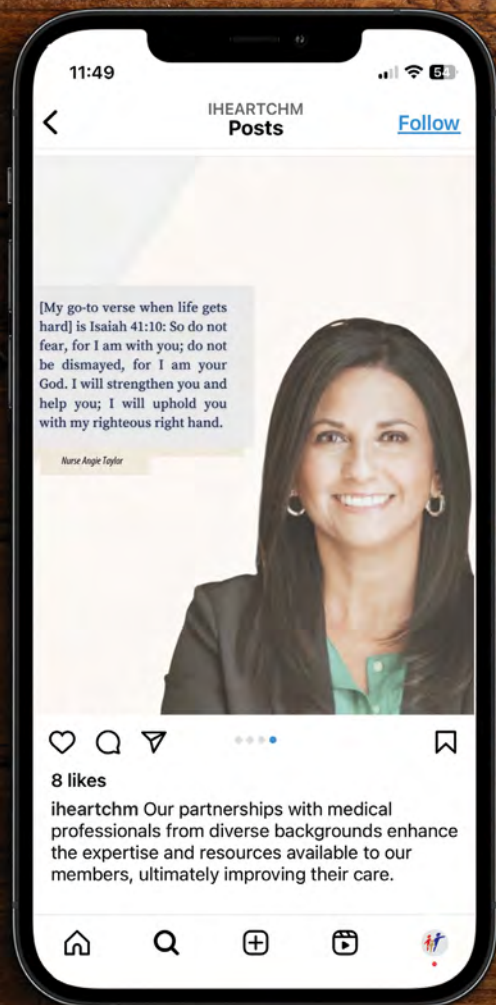 11:49
54
IHEARTCHM
Posts
Follow
[My go-to verse when life gets
hard] is Isaiah 41:10: So do not
fear, for I am with you; do not
be dismayed, for I am your
God. I will strengthen you and
help you; I will uphold you
with my righteous right hand.
Nurse Angie Taylor
8 likes
iheartchm Our partnerships with medical
professionals from diverse backgrounds enhance
the expertise and resources available to our
members, ultimately improving their care.